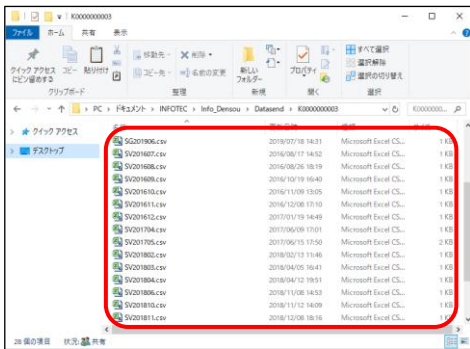 K0000000003
ファイル ホーム 共有 表示
クイック アクセス にピン留めする コピー 貼り付け 移動先 削除 コピー先 名前の変更 新しい フォルダー プロパティ 開く すべて選択 選択解除 選択の切り替え
クリップボード 整理 新規 開く 選択
PC > ドキュメント > INFOTEC > Info_Densou > Datasend > K0000000003
クイック アクセス
デスクトップ
SG201906.csv 2019/07/18 14:31 Microsoft Excel CS... 1 KB
SV201607.csv 2016/08/17 14:52 Microsoft Excel CS... 1 KB
SV201608.csv 2016/08/26 18:19 Microsoft Excel CS... 1 KB
SV201609.csv 2016/10/19 16:40 Microsoft Excel CS... 1 KB
SV201610.csv 2016/11/09 13:05 Microsoft Excel CS... 1 KB
SV201611.csv 2016/12/08 17:10 Microsoft Excel CS... 1 KB
SV201612.csv 2017/01/19 14:49 Microsoft Excel CS... 1 KB
SV201704.csv 2017/06/09 17:01 Microsoft Excel CS... 1 KB
SV201705.csv 2017/06/15 17:50 Microsoft Excel CS... 2 KB
SV201802.csv 2018/02/13 11:46 Microsoft Excel CS... 1 KB
SV201803.csv 2018/04/05 16:41 Microsoft Excel CS... 1 KB
SV201804.csv 2018/04/12 19:51 Microsoft Excel CS... 1 KB
SV201806.csv 2018/11/08 14:53 Microsoft Excel CS... 1 KB
SV201810.csv 2018/11/12 14:09 Microsoft Excel CS... 1 KB
SV201811.csv 2018/12/08 18:16 Microsoft Excel CS... 1 KB
28 個の項目 状況: 共有